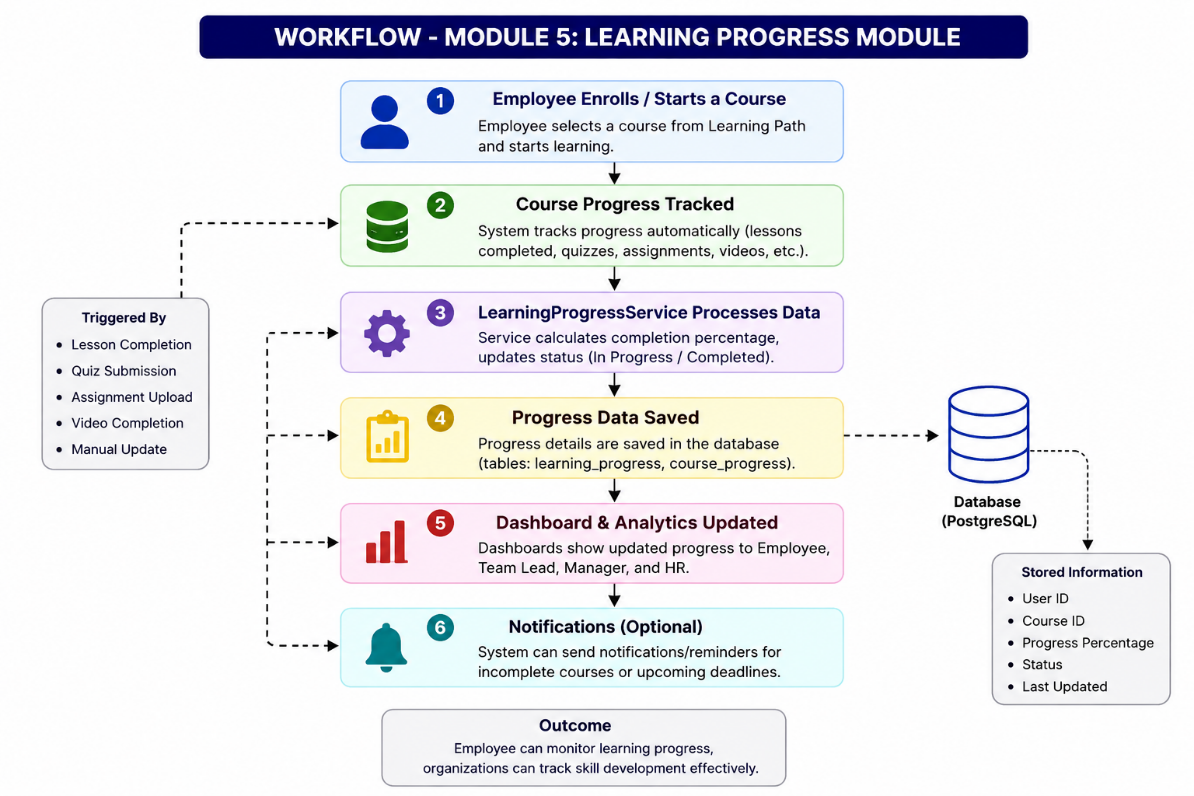 WORKFLOW - MODULE 5: LEARNING PROGRESS MODULE
1
Employee Enrolls / Starts a Course
Employee selects a course from Learning Path
and starts learning.
2
Course Progress Tracked
System tracks progress automatically (lessons
completed, quizzes, assignments, videos, etc.).
Triggered By
• Lesson Completion
• Quiz Submission
• Assignment Upload
• Video Completion
• Manual Update
3
LearningProgressService Processes Data
Service calculates completion percentage,
updates status (In Progress / Completed).
4
Progress Data Saved
Progress details are saved in the database
(tables: learning_progress, course_progress).
Database
(PostgreSQL)
Stored Information
• User ID
• Course ID
• Progress Percentage
• Status
• Last Updated
5
Dashboard & Analytics Updated
Dashboards show updated progress to Employee,
Team Lead, Manager, and HR.
6
Notifications (Optional)
System can send notifications/reminders for
incomplete courses or upcoming deadlines.
Outcome
Employee can monitor learning progress,
organizations can track skill development effectively.